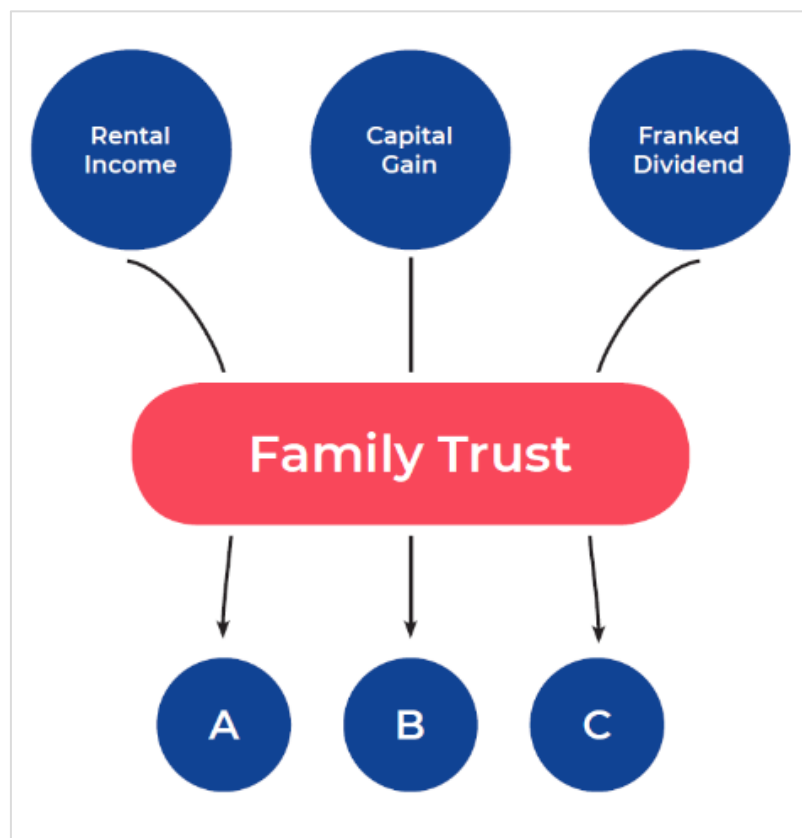 Rental
Income
Capital
Gain
Franked
Dividend
Family Trust
A
B
C